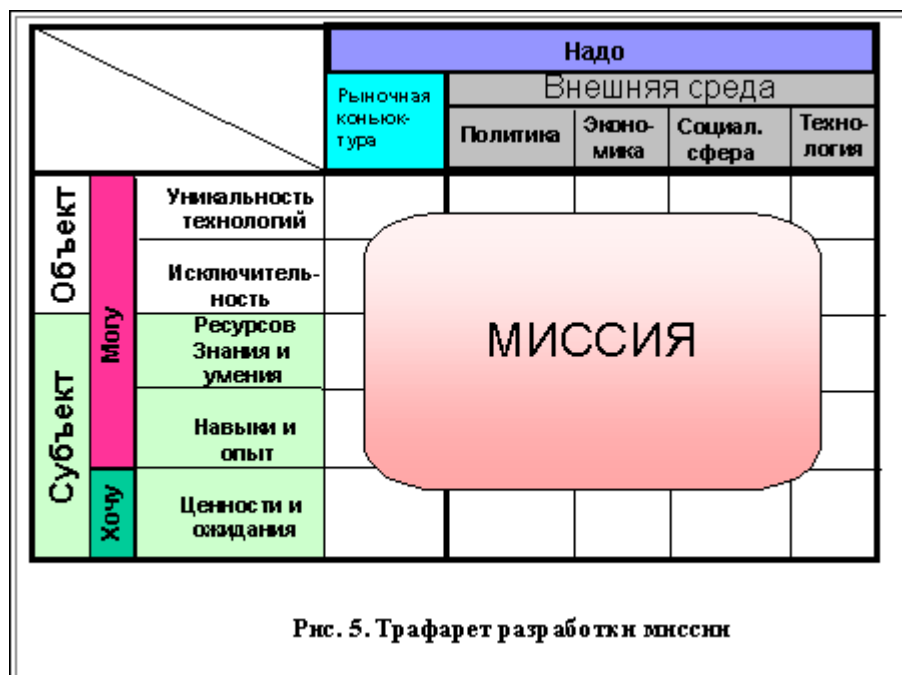 Надо
Рыночная
коньюк-
тура
Внешняя среда
Политика
Эконо-
мика
Социал.
сфера
Техно-
логия
Объект
Субъект
Могу
Хочу
Уникальность
технологий
Исключитель-
ность
Ресурсов
Знания и
умения
Навыки и
опыт
Ценности и
ожидания
МИССИЯ
Рис. 5. Трафарет разработки миссии